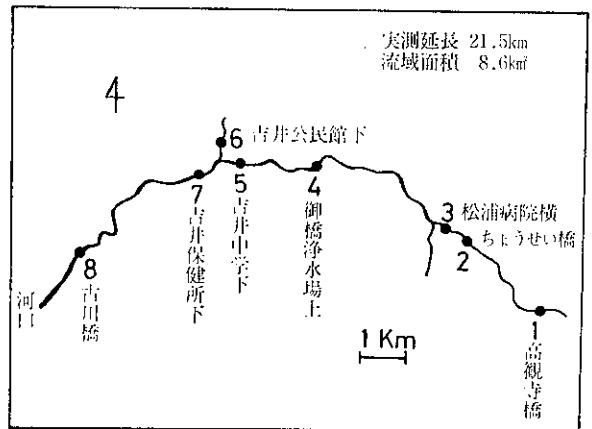 実測延長 21.5km
流域面積 8.6km²
4
6 吉井公民館下
5 吉井中学下
4 御橋浄水場上
3 松浦病院横
2 ちょうせい橋
1 高観寺橋
7 吉井保健所下
8 古川橋
河口
1 Km